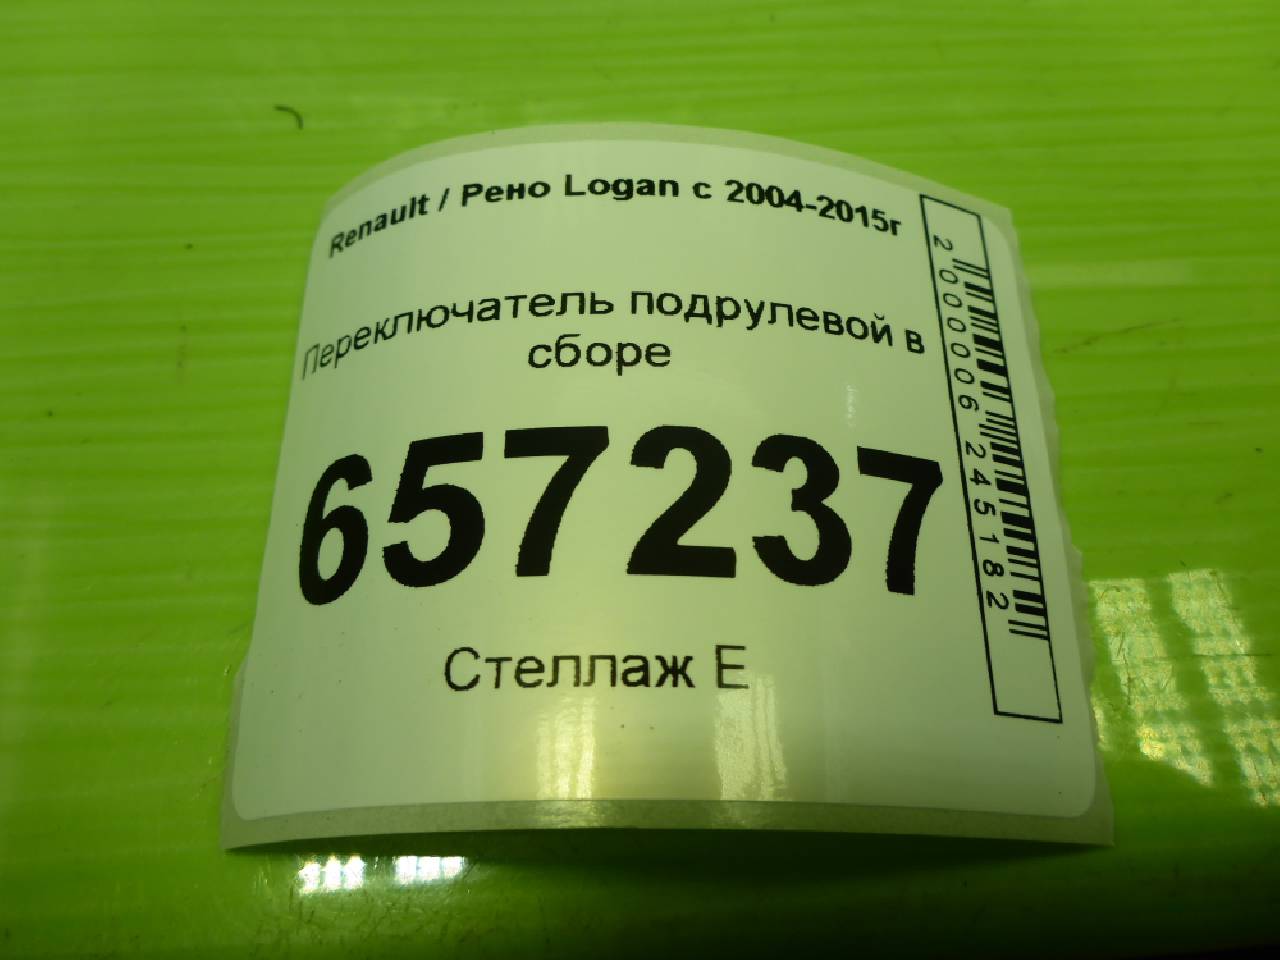 Renault / Рено Logan с 2004-2015г
Переключатель подрулевой в
сборе
657237
Стеллаж Е
2000006245182